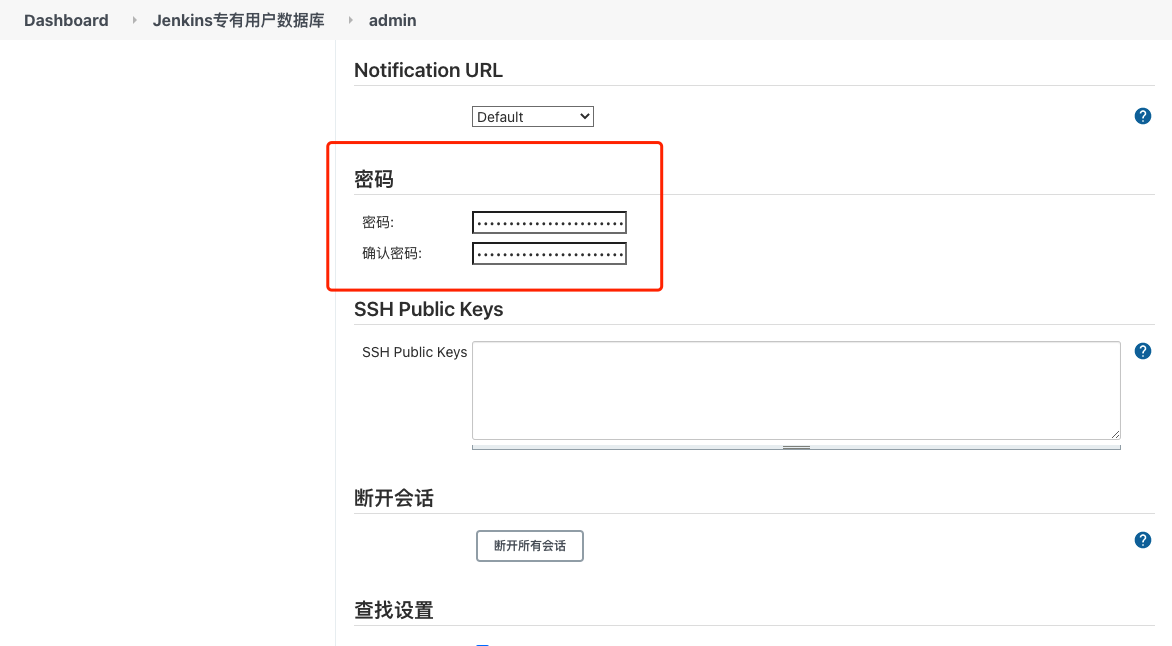 Dashboard Jenkins专有用户数据库 admin
Notification URL
Default
密码
密码:
确认密码:
SSH Public Keys
SSH Public Keys
断开会话
断开所有会话
查找设置